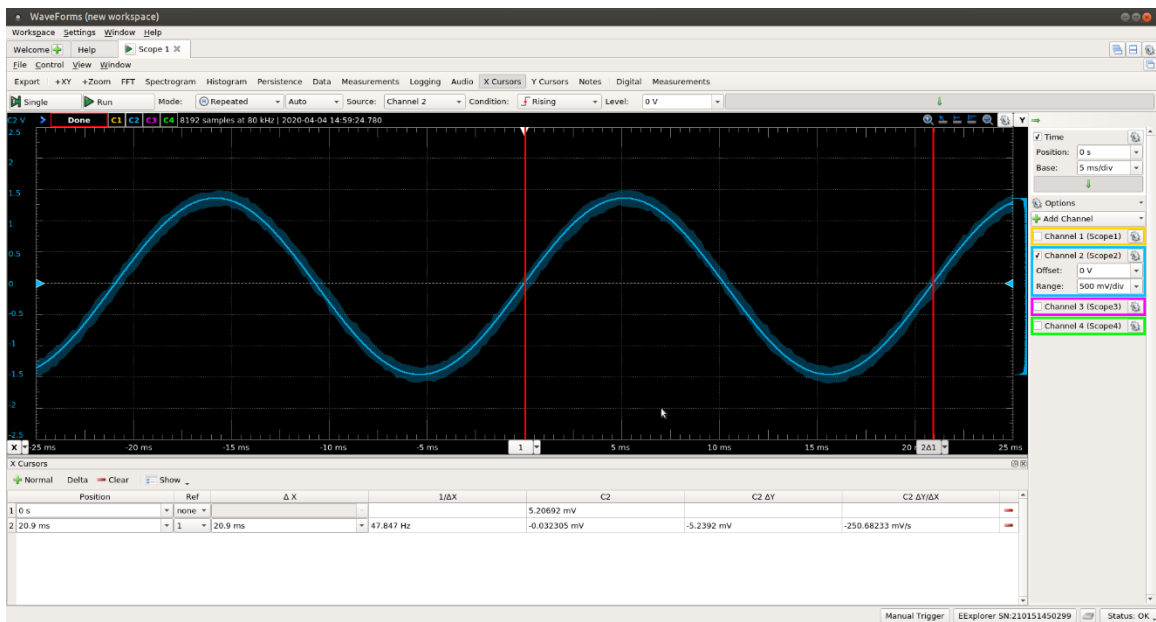 WaveForms (new workspace)
Workspace Settings Window Help
Welcome Help Scope 1
File Control View Window
Export +XY +Zoom FFT Spectrogram Histogram Persistence Data Measurements Logging Audio X Cursors Y Cursors Notes Digital Measurements
Single Run Mode: Repeated Auto Source: Channel 2 Condition: Rising Level: 0 V
C2 V Done C1 C2 C3 C4 8192 samples at 80 kHz | 2020-04-04 14:59:24.780 Y
2.5
2
1.5
1
0.5
0
-0.5
-1
-1.5
-2
-2.5
X -25 ms -20 ms -15 ms -10 ms -5 ms 1 5 ms 10 ms 15 ms 20 2Δ1 25 ms
Time
Position: 0 s
Base: 5 ms/div
Options
Add Channel
Channel 1 (Scope1)
Channel 2 (Scope2)
Offset: 0 V
Range: 500 mV/div
Channel 3 (Scope3)
Channel 4 (Scope4)
X Cursors
Normal Delta Clear Show
Position Ref Δ X 1/ΔX C2 C2 ΔY C2 ΔY/ΔX
1 0 s none 5.20692 mV
2 20.9 ms 1 20.9 ms 47.847 Hz -0.032305 mV -5.2392 mV -250.68233 mV/s
Manual Trigger EExplorer SN:210151450299 Status: OK